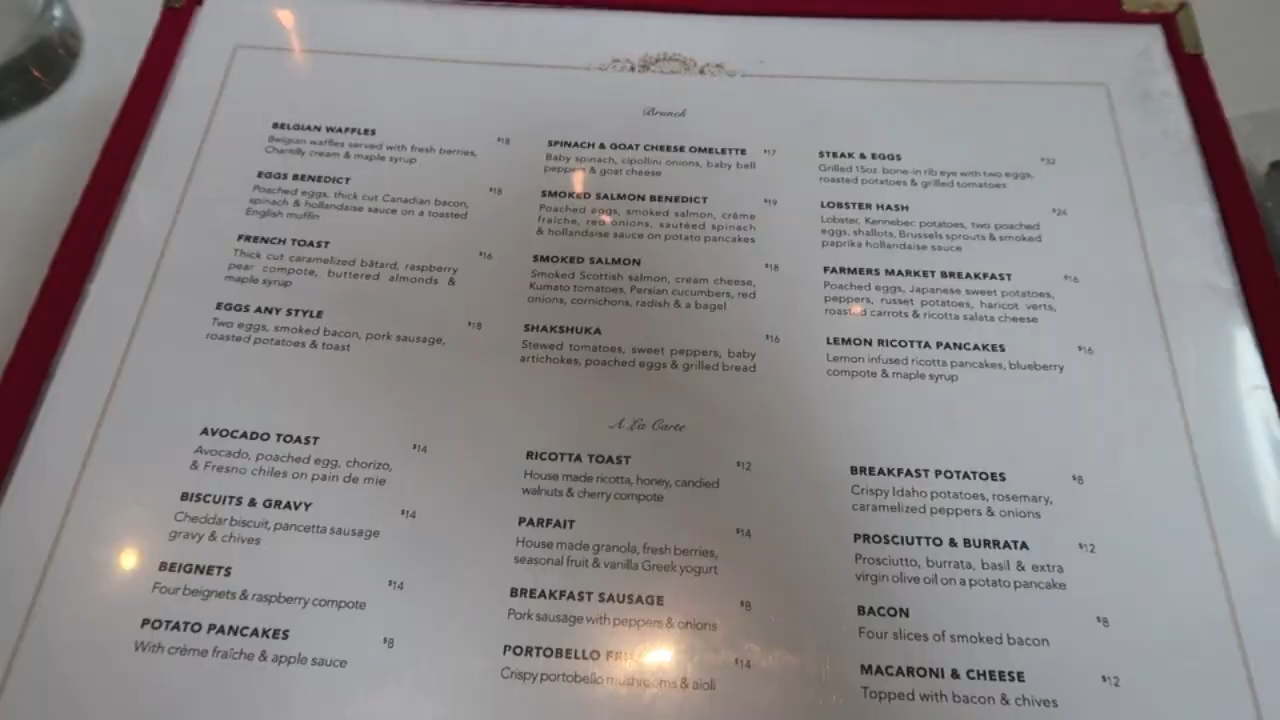 Brunch
BELGIAN WAFFLES $18
Belgian waffles served with fresh berries,
Chantilly cream & maple syrup
EGGS BENEDICT $18
Poached eggs, thick cut Canadian bacon,
spinach & hollandaise sauce on a toasted
English muffin
FRENCH TOAST $16
Thick cut caramelized bâtard, raspberry
pear compote, buttered almonds &
maple syrup
EGGS ANY STYLE $18
Two eggs, smoked bacon, pork sausage,
roasted potatoes & toast
SPINACH & GOAT CHEESE OMELETTE $17
Baby spinach, cipollini onions, baby bell
peppers & goat cheese
SMOKED SALMON BENEDICT $19
Poached eggs, smoked salmon, crème
fraîche, red onions, sautéed spinach
& hollandaise sauce on potato pancakes
SMOKED SALMON $18
Smoked Scottish salmon, cream cheese,
Kumato tomatoes, Persian cucumbers, red
onions, cornichons, radish & a bagel
SHAKSHUKA $16
Stewed tomatoes, sweet peppers, baby
artichokes, poached eggs & grilled bread
STEAK & EGGS $32
Grilled 15oz. bone-in rib eye with two eggs,
roasted potatoes & grilled tomatoes
LOBSTER HASH $24
Lobster, Kennebec potatoes, two poached
eggs, shallots, Brussels sprouts & smoked
paprika hollandaise sauce
FARMERS MARKET BREAKFAST $16
Poached eggs, Japanese sweet potatoes,
peppers, russet potatoes, haricot verts,
roasted carrots & ricotta salata cheese
LEMON RICOTTA PANCAKES $16
Lemon infused ricotta pancakes, blueberry
compote & maple syrup
A La Carte
AVOCADO TOAST $14
Avocado, poached egg, chorizo,
& Fresno chiles on pain de mie
BISCUITS & GRAVY $14
Cheddar biscuit, pancetta sausage
gravy & chives
BEIGNETS $14
Four beignets & raspberry compote
POTATO PANCAKES $8
With crème fraîche & apple sauce
RICOTTA TOAST $12
House made ricotta, honey, candied
walnuts & cherry compote
PARFAIT $14
House made granola, fresh berries,
seasonal fruit & vanilla Greek yogurt
BREAKFAST SAUSAGE $8
Pork sausage with peppers & onions
PORTOBELLO $14
Crispy portobello mushrooms & aioli
BREAKFAST POTATOES $8
Crispy Idaho potatoes, rosemary,
caramelized peppers & onions
PROSCIUTTO & BURRATA $12
Prosciutto, burrata, basil & extra
virgin olive oil on a potato pancake
BACON $8
Four slices of smoked bacon
MACARONI & CHEESE $12
Topped with bacon & chives